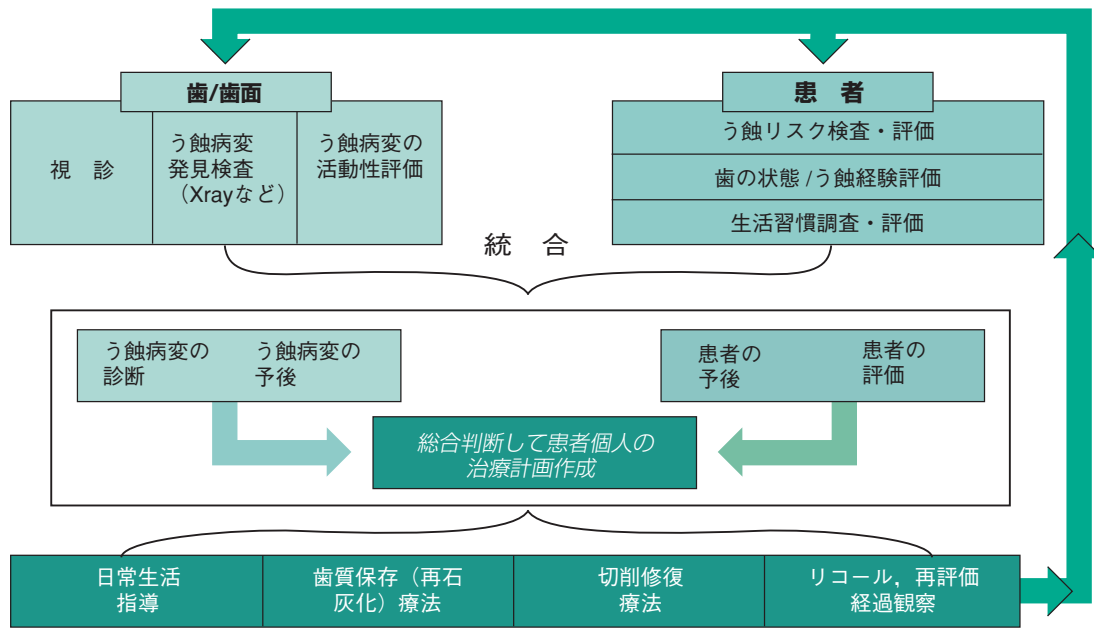 歯/歯面
視 診
う蝕病変
発見検査
（Xrayなど）
う蝕病変の
活動性評価
患 者
う蝕リスク検査・評価
歯の状態 /う蝕経験評価
生活習慣調査・評価
統 合
う蝕病変の
診断
う蝕病変の
予後
患者の
予後
患者の
評価
総合判断して患者個人の
治療計画作成
日常生活
指導
歯質保存（再石
灰化）療法
切削修復
療法
リコール，再評価
経過観察